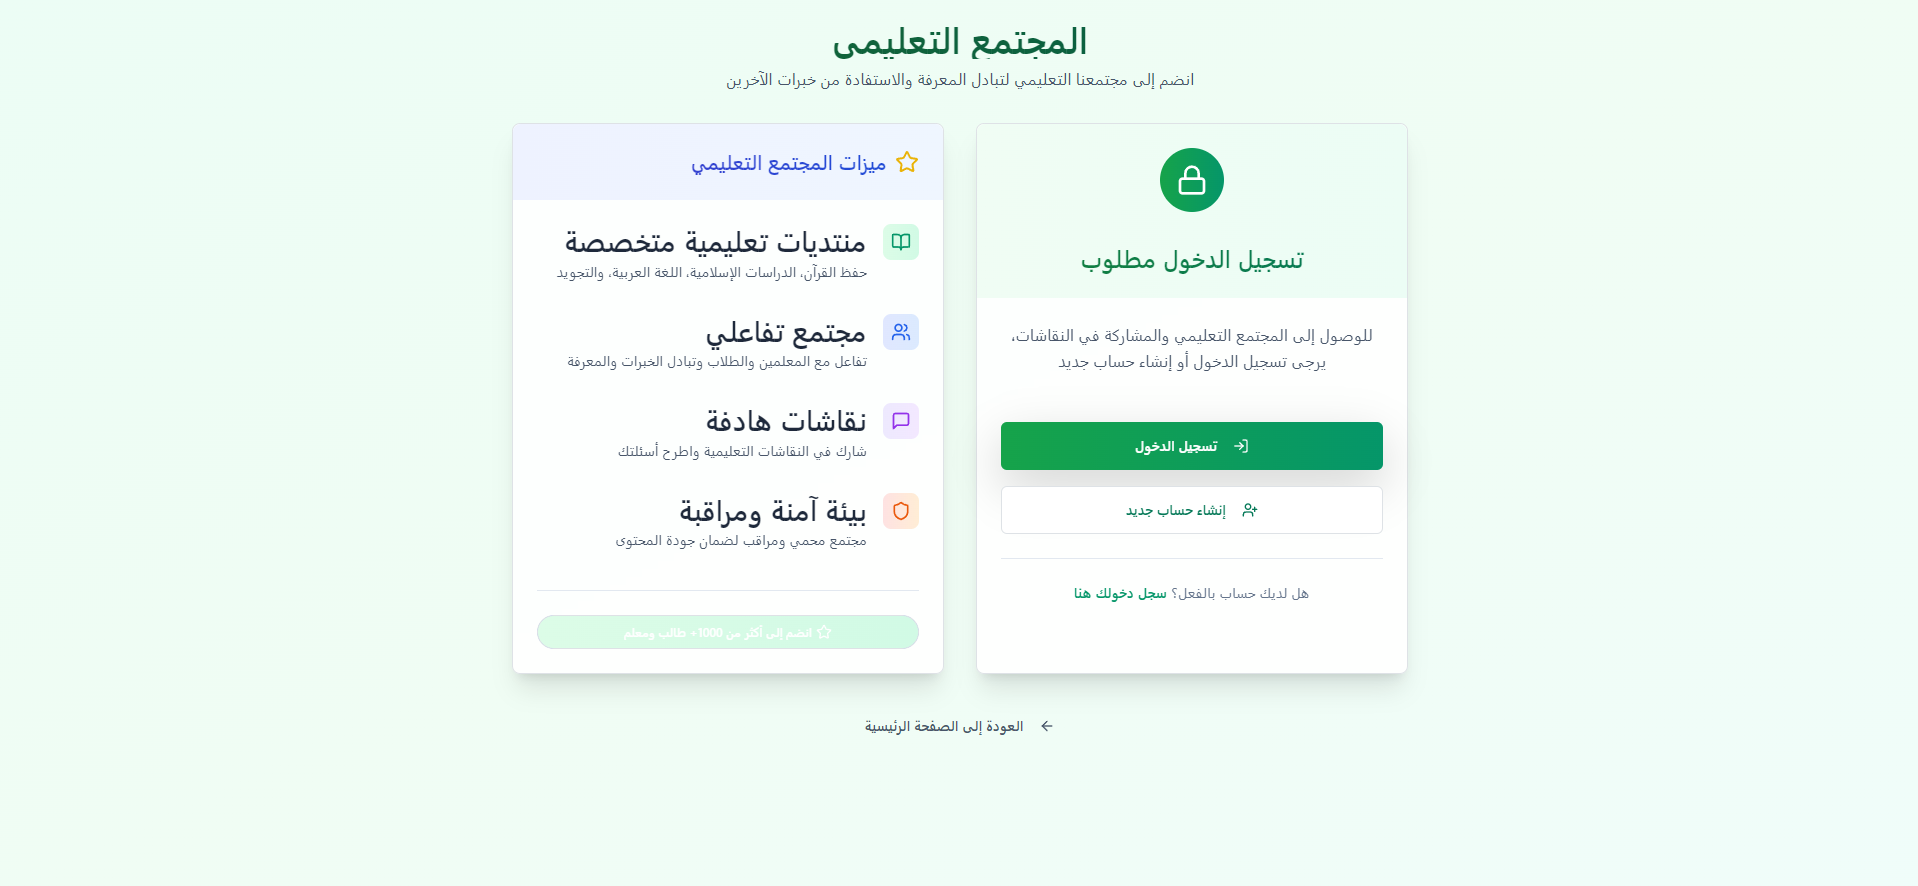 المجتمع التعليمي
انضم إلى مجتمعنا التعليمي لتبادل المعرفة والاستفادة من خبرات الآخرين
تسجيل الدخول مطلوب
للوصول إلى المجتمع التعليمي والمشاركة في النقاشات،
يرجى تسجيل الدخول أو إنشاء حساب جديد
تسجيل الدخول
إنشاء حساب جديد
هل لديك حساب بالفعل؟ سجل دخولك هنا
ميزات المجتمع التعليمي
منتديات تعليمية متخصصة
حفظ القرآن، الدراسات الإسلامية، اللغة العربية، والتجويد
مجتمع تفاعلي
تفاعل مع المعلمين والطلاب وتبادل الخبرات والمعرفة
نقاشات هادفة
شارك في النقاشات التعليمية واطرح أسئلتك
بيئة آمنة ومراقبة
مجتمع محمي ومراقب لضمان جودة المحتوى
انضم إلى أكثر من 1000+ طالب ومعلم
العودة إلى الصفحة الرئيسية